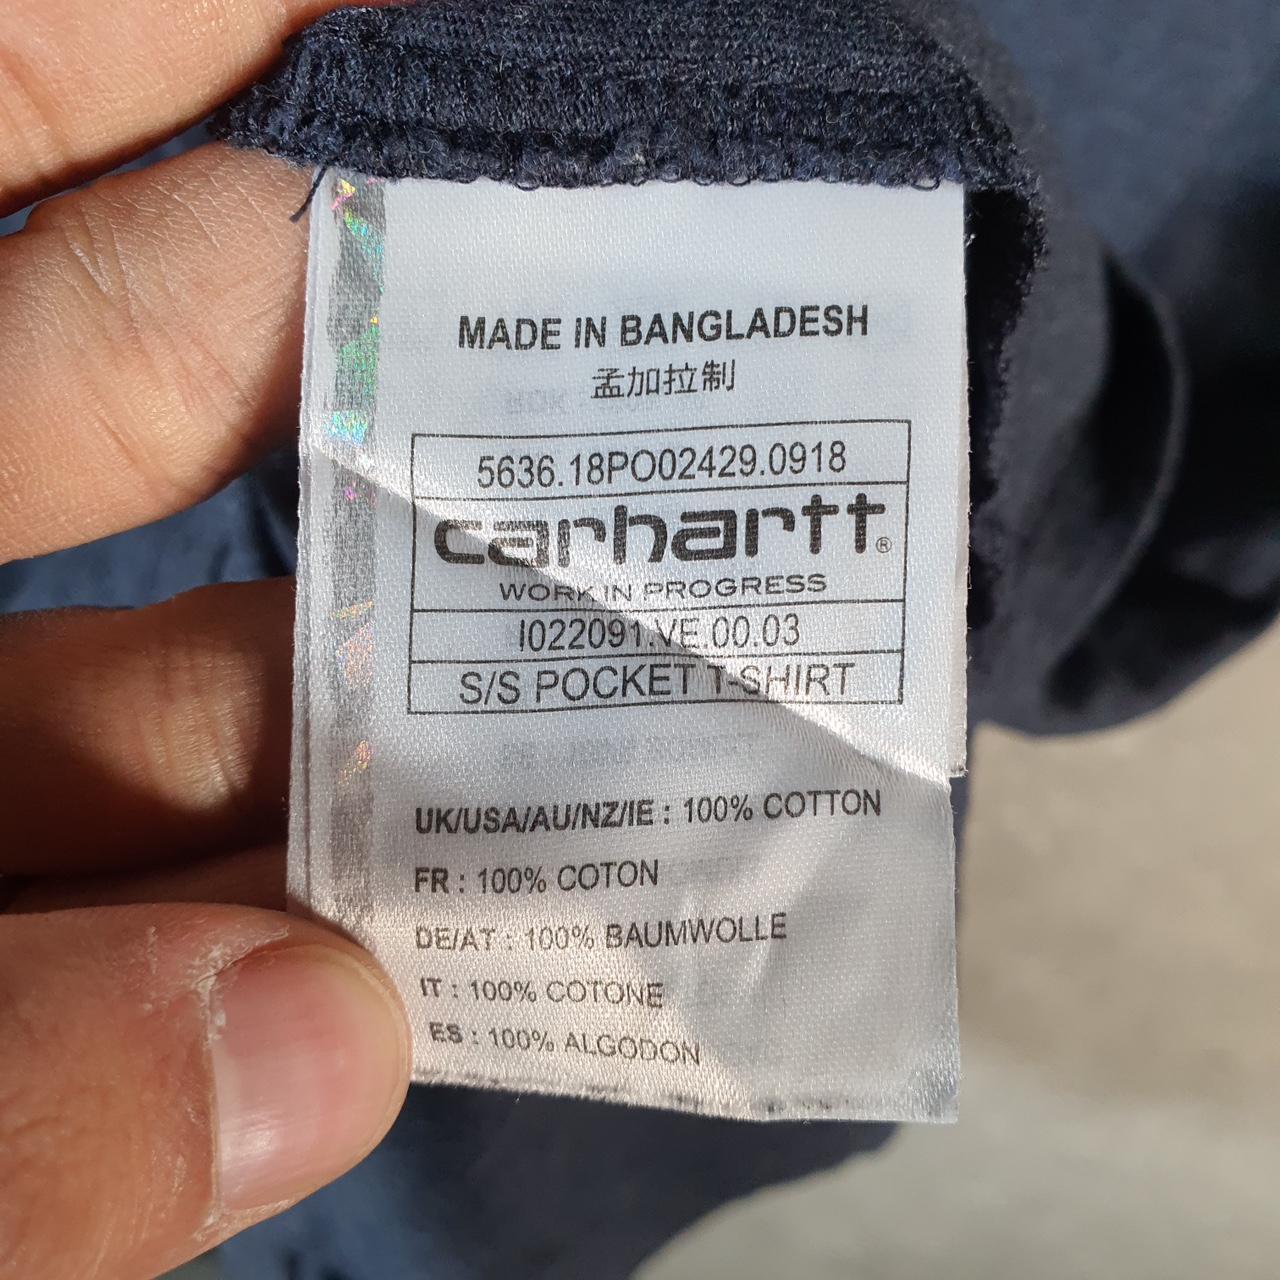 MADE IN BANGLADESH
孟加拉制
5636.18PO02429.0918
carhartt®
WORK IN PROGRESS
I022091.VE.00.03
S/S POCKET T-SHIRT
UK/USA/AU/NZ/IE : 100% COTTON
FR : 100% COTON
DE/AT : 100% BAUMWOLLE
IT : 100% COTONE
ES : 100% ALGODON